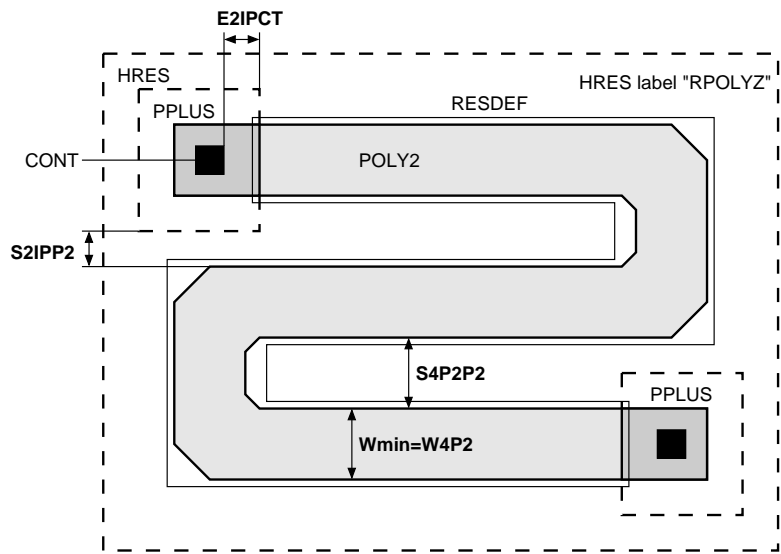 E2IPCT
HRES
HRES label "RPOLYZ"
PPLUS
RESDEF
CONT
POLY2
S2IPP2
S4P2P2
PPLUS
Wmin=W4P2